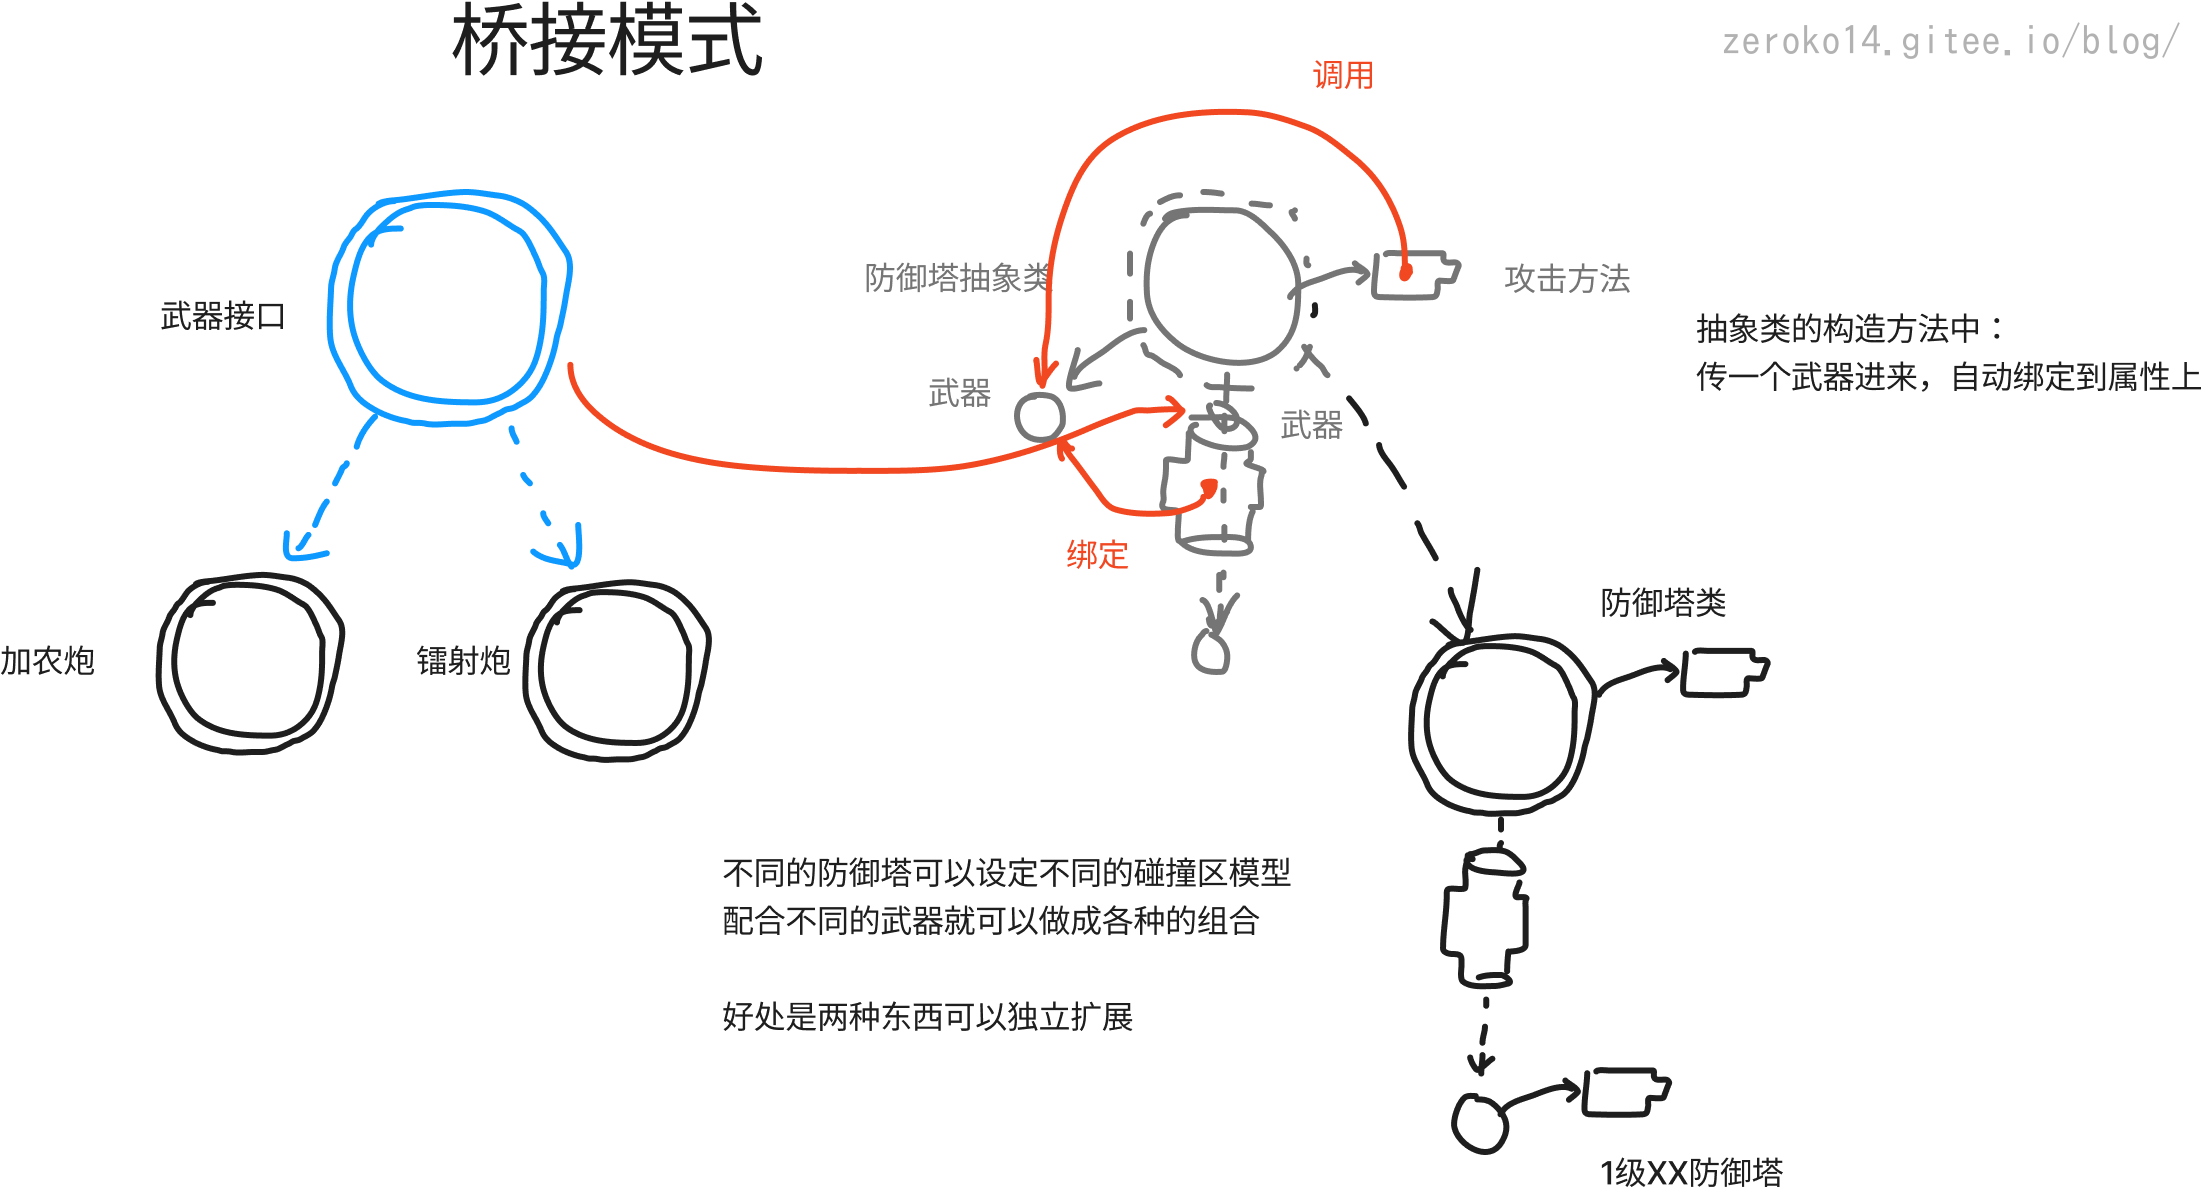 桥接模式
zeroko14.gitee.io/blog/
调用
防御塔抽象类
攻击方法
武器接口
抽象类的构造方法中：
传一个武器进来，自动绑定到属性上
武器
武器
绑定
防御塔类
加农炮
镭射炮
不同的防御塔可以设定不同的碰撞区模型
配合不同的武器就可以做成各种的组合
好处是两种东西可以独立扩展
1级XX防御塔